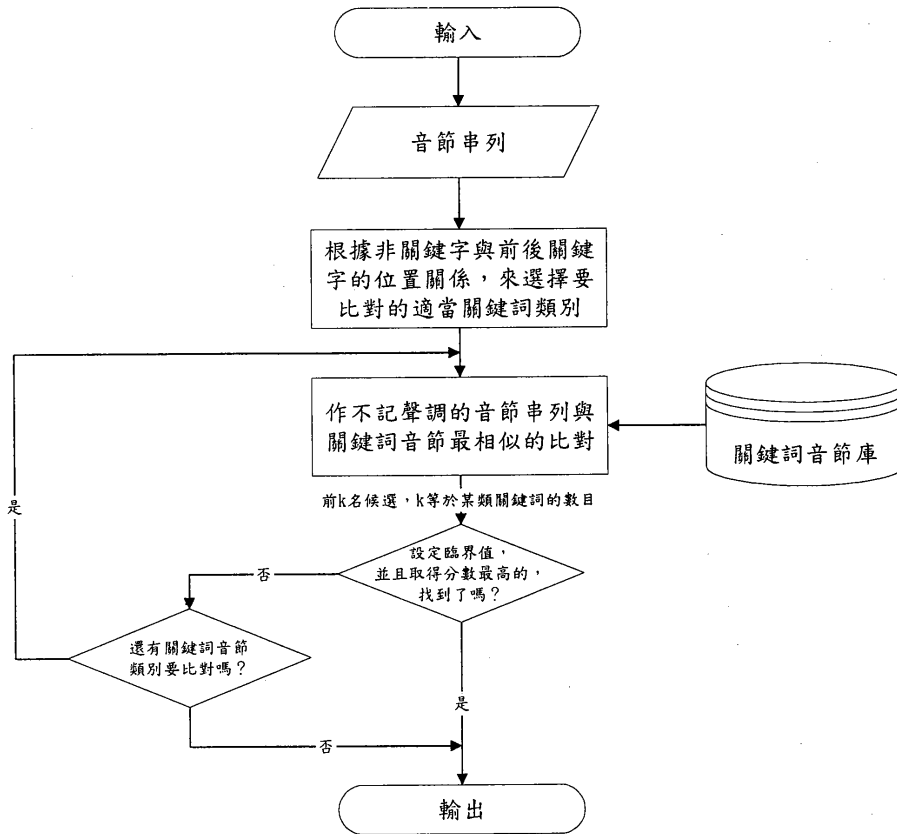 輸入
音節串列
根據非關鍵字與前後關鍵
字的位置關係，來選擇要
比對的適當關鍵詞類別
作不記聲調的音節串列與
關鍵詞音節最相似的比對
關鍵詞音節庫
前k名候選，k等於某類關鍵詞的數目
是
設定臨界值，
並且取得分數最高的，
找到了嗎？
否
還有關鍵詞音節
類別要比對嗎？
是
否
輸出